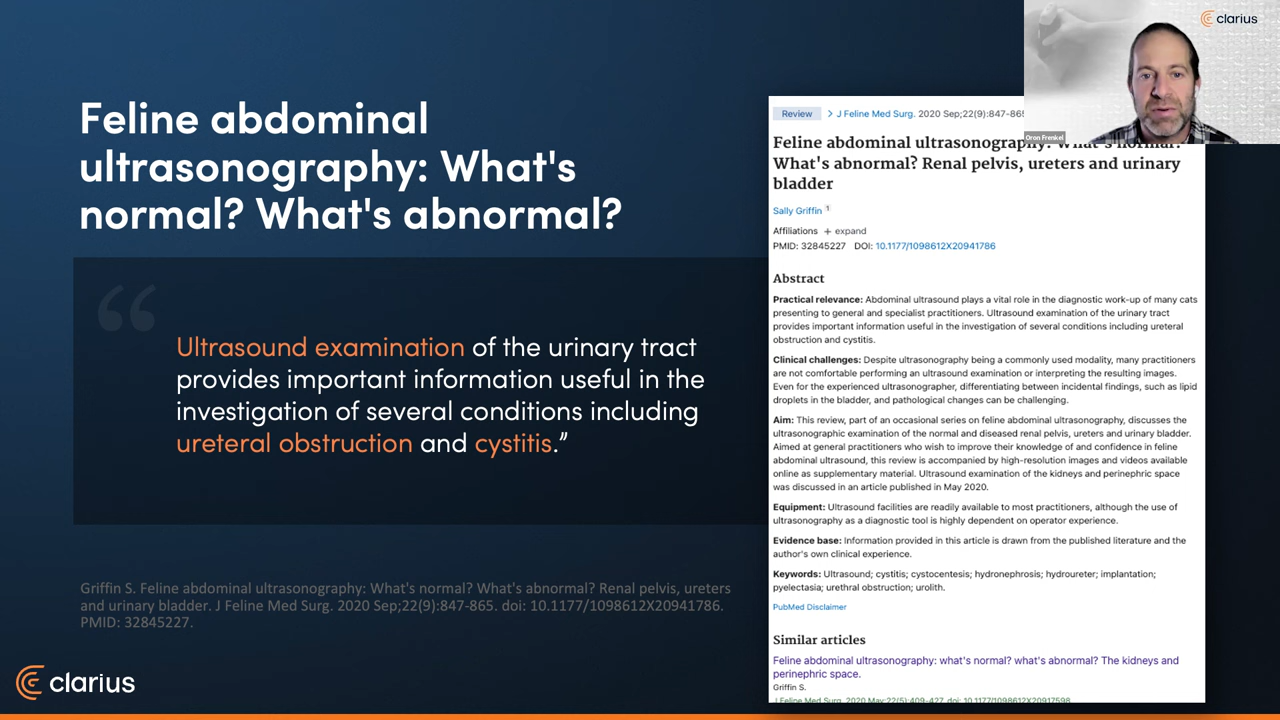 Feline abdominal
ultrasonography: What's
normal? What's abnormal?
“
Ultrasound examination of the urinary tract
provides important information useful in the
investigation of several conditions including
ureteral obstruction and cystitis.”
Griffin S. Feline abdominal ultrasonography: What's normal? What's abnormal? Renal pelvis, ureters
and urinary bladder. J Feline Med Surg. 2020 Sep;22(9):847-865. doi: 10.1177/1098612X20941786.
PMID: 32845227.
clarius
Review > J Feline Med Surg. 2020 Sep;22(9):847-865
Feline abdominal ultrasonography: What's normal?
What's abnormal? Renal pelvis, ureters and urinary
bladder
Sally Griffin 1
Affiliations + expand
PMID: 32845227 DOI: 10.1177/1098612X20941786
Abstract
Practical relevance: Abdominal ultrasound plays a vital role in the diagnostic work-up of many cats
presenting to general and specialist practitioners. Ultrasound examination of the urinary tract
provides important information useful in the investigation of several conditions including ureteral
obstruction and cystitis.
Clinical challenges: Despite ultrasonography being a commonly used modality, many practitioners
are not comfortable performing an ultrasound examination or interpreting the resulting images.
Even for the experienced ultrasonographer, differentiating between incidental findings, such as lipid
droplets in the bladder, and pathological changes can be challenging.
Aim: This review, part of an occasional series on feline abdominal ultrasonography, discusses the
ultrasonographic examination of the normal and diseased renal pelvis, ureters and urinary bladder.
Aimed at general practitioners who wish to improve their knowledge of and confidence in feline
abdominal ultrasound, this review is accompanied by high-resolution images and videos available
online as supplementary material. Ultrasound examination of the kidneys and perinephric space
was discussed in an article published in May 2020.
Equipment: Ultrasound facilities are readily available to most practitioners, although the use of
ultrasonography as a diagnostic tool is highly dependent on operator experience.
Evidence base: Information provided in this article is drawn from the published literature and the
author's own clinical experience.
Keywords: Ultrasound; cystitis; cystocentesis; hydronephrosis; hydroureter; implantation;
pyelectasia; urethral obstruction; urolith.
PubMed Disclaimer
Similar articles
Feline abdominal ultrasonography: what's normal? what's abnormal? The kidneys and
perinephric space.
Griffin S.
J Feline Med Surg. 2020 May;22(5):409-427. doi: 10.1177/1098612X20917598.
clarius
Oron Frenkel